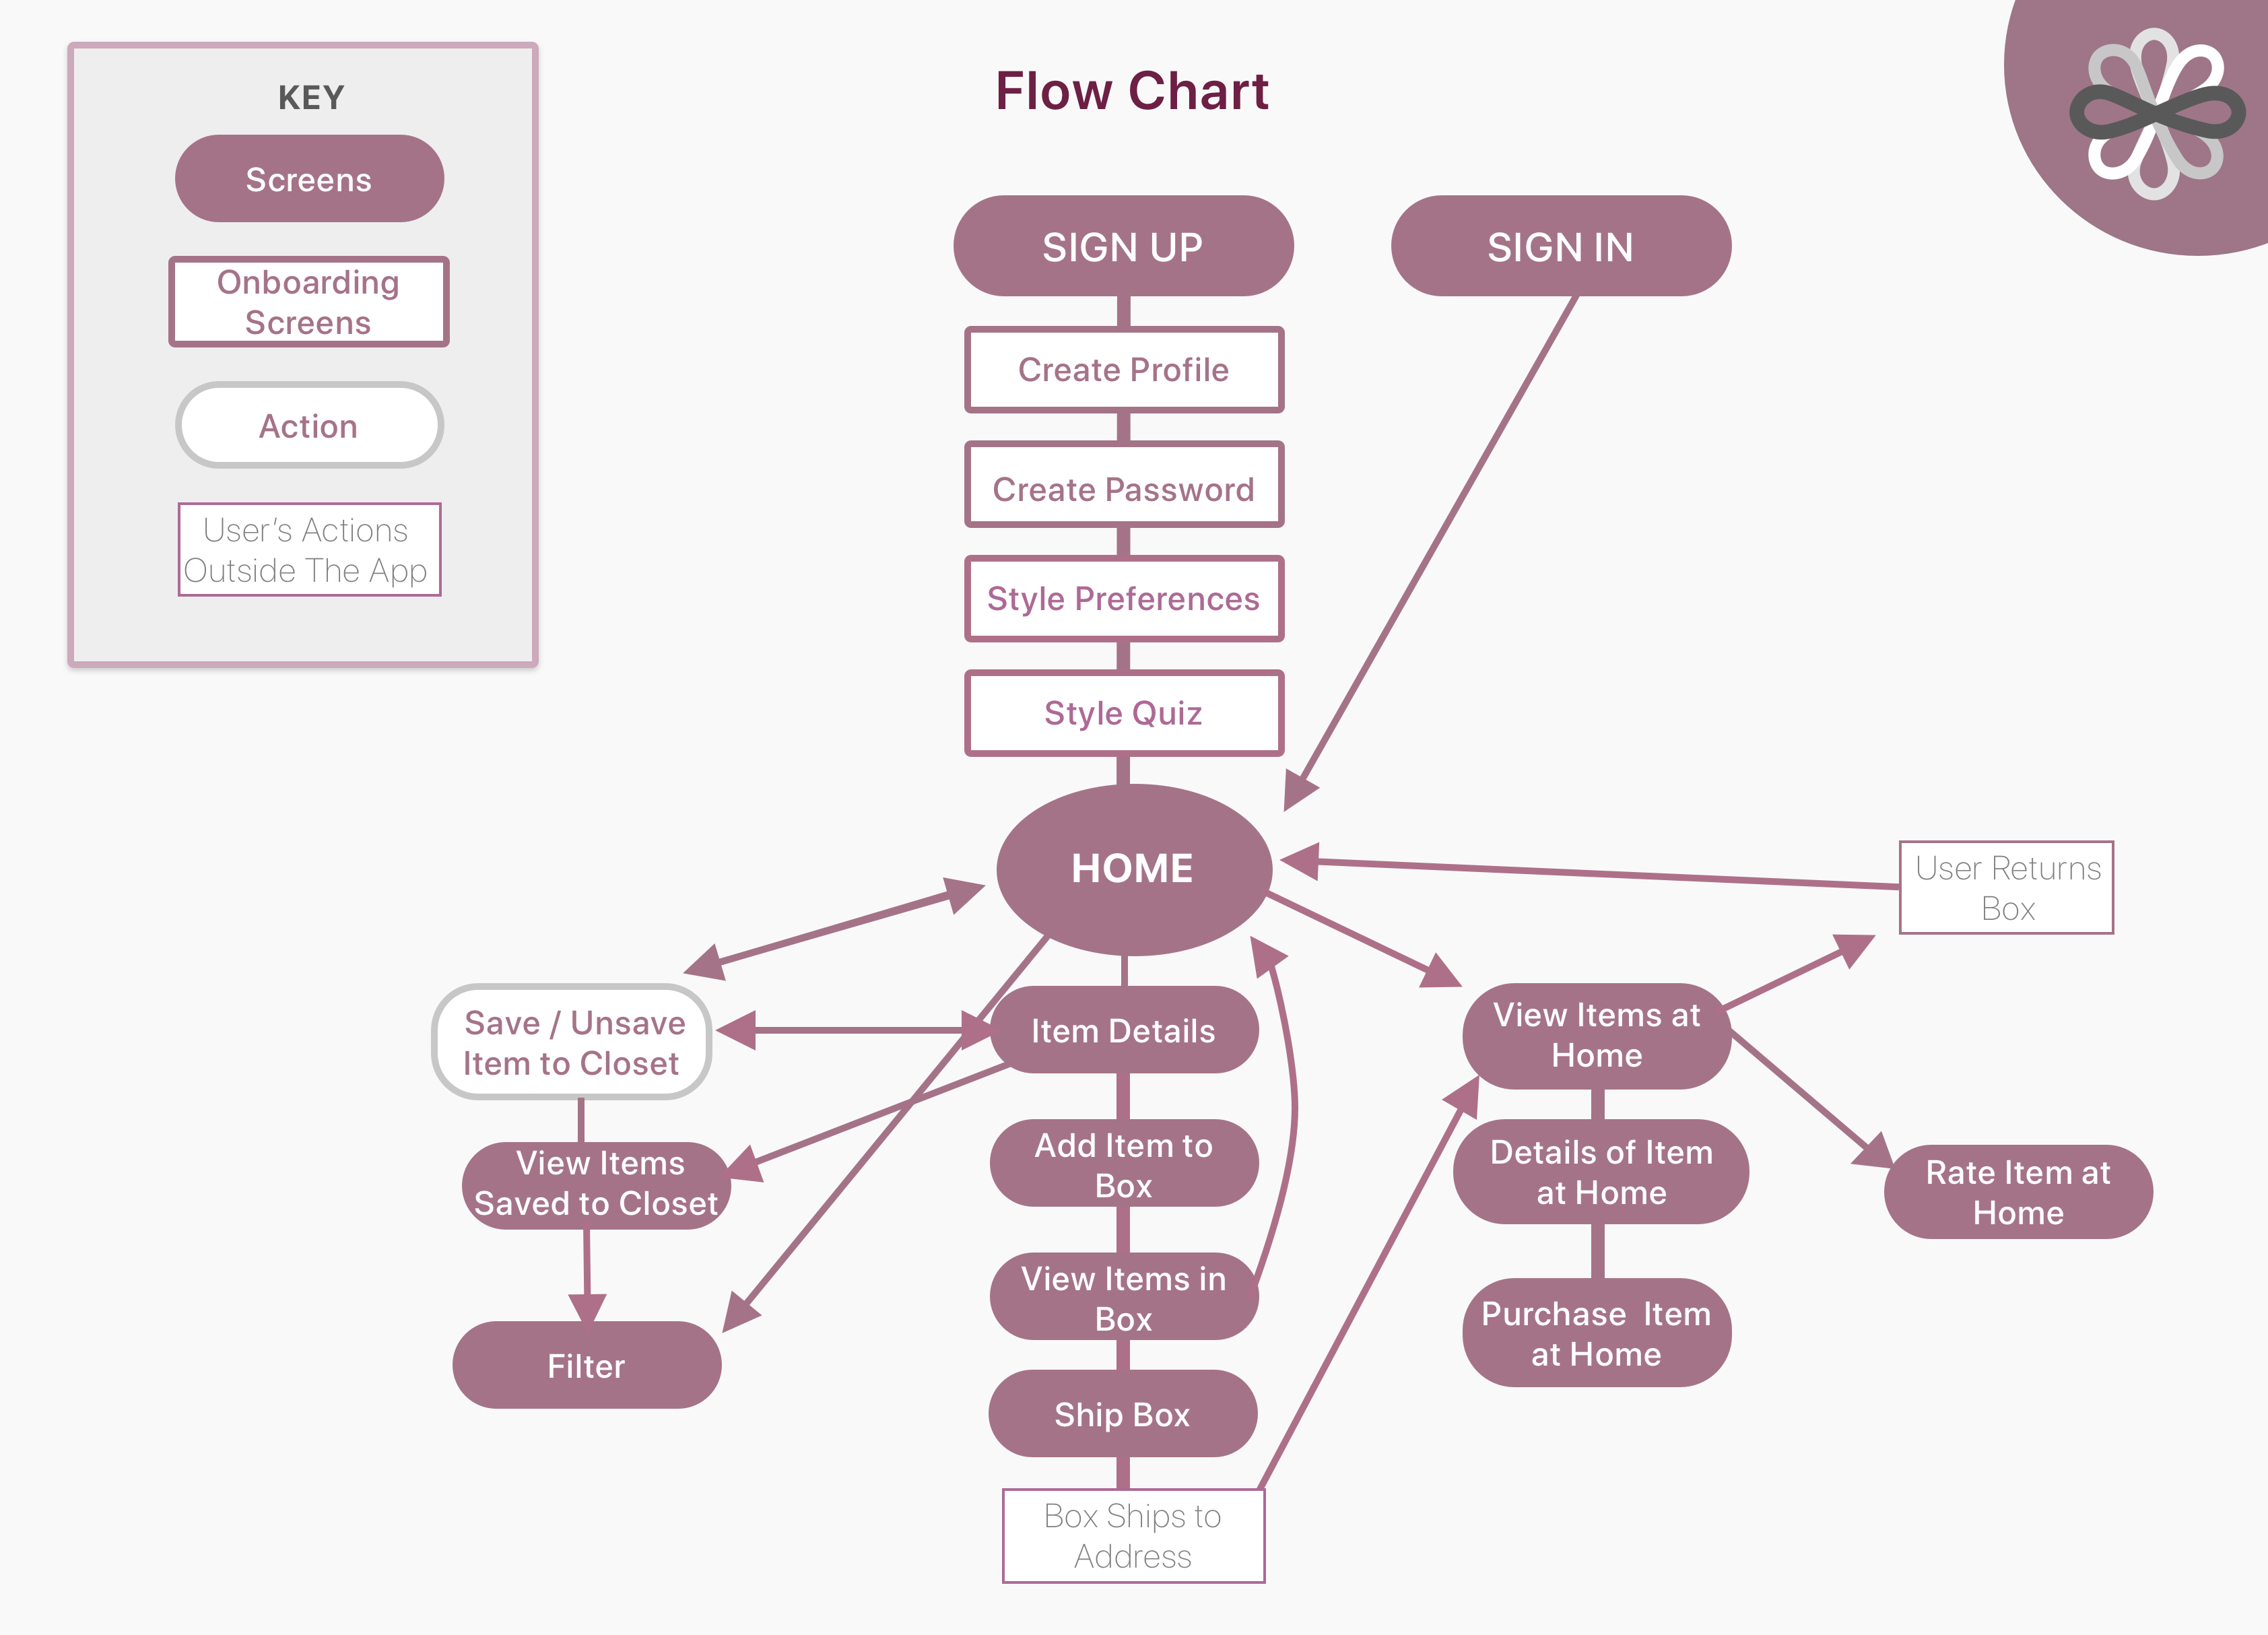 Flow Chart
KEY
Screens
Onboarding
Screens
Action
User’s Actions
Outside The App
SIGN UP
SIGN IN
Create Profile
Create Password
Style Preferences
Style Quiz
HOME
User Returns
Box
Save / Unsave
Item to Closet
Item Details
View Items at
Home
View Items
Saved to Closet
Add Item to
Box
Details of Item
at Home
Rate Item at
Home
View Items in
Box
Purchase  Item
at Home
Filter
Ship Box
Box Ships to
Address